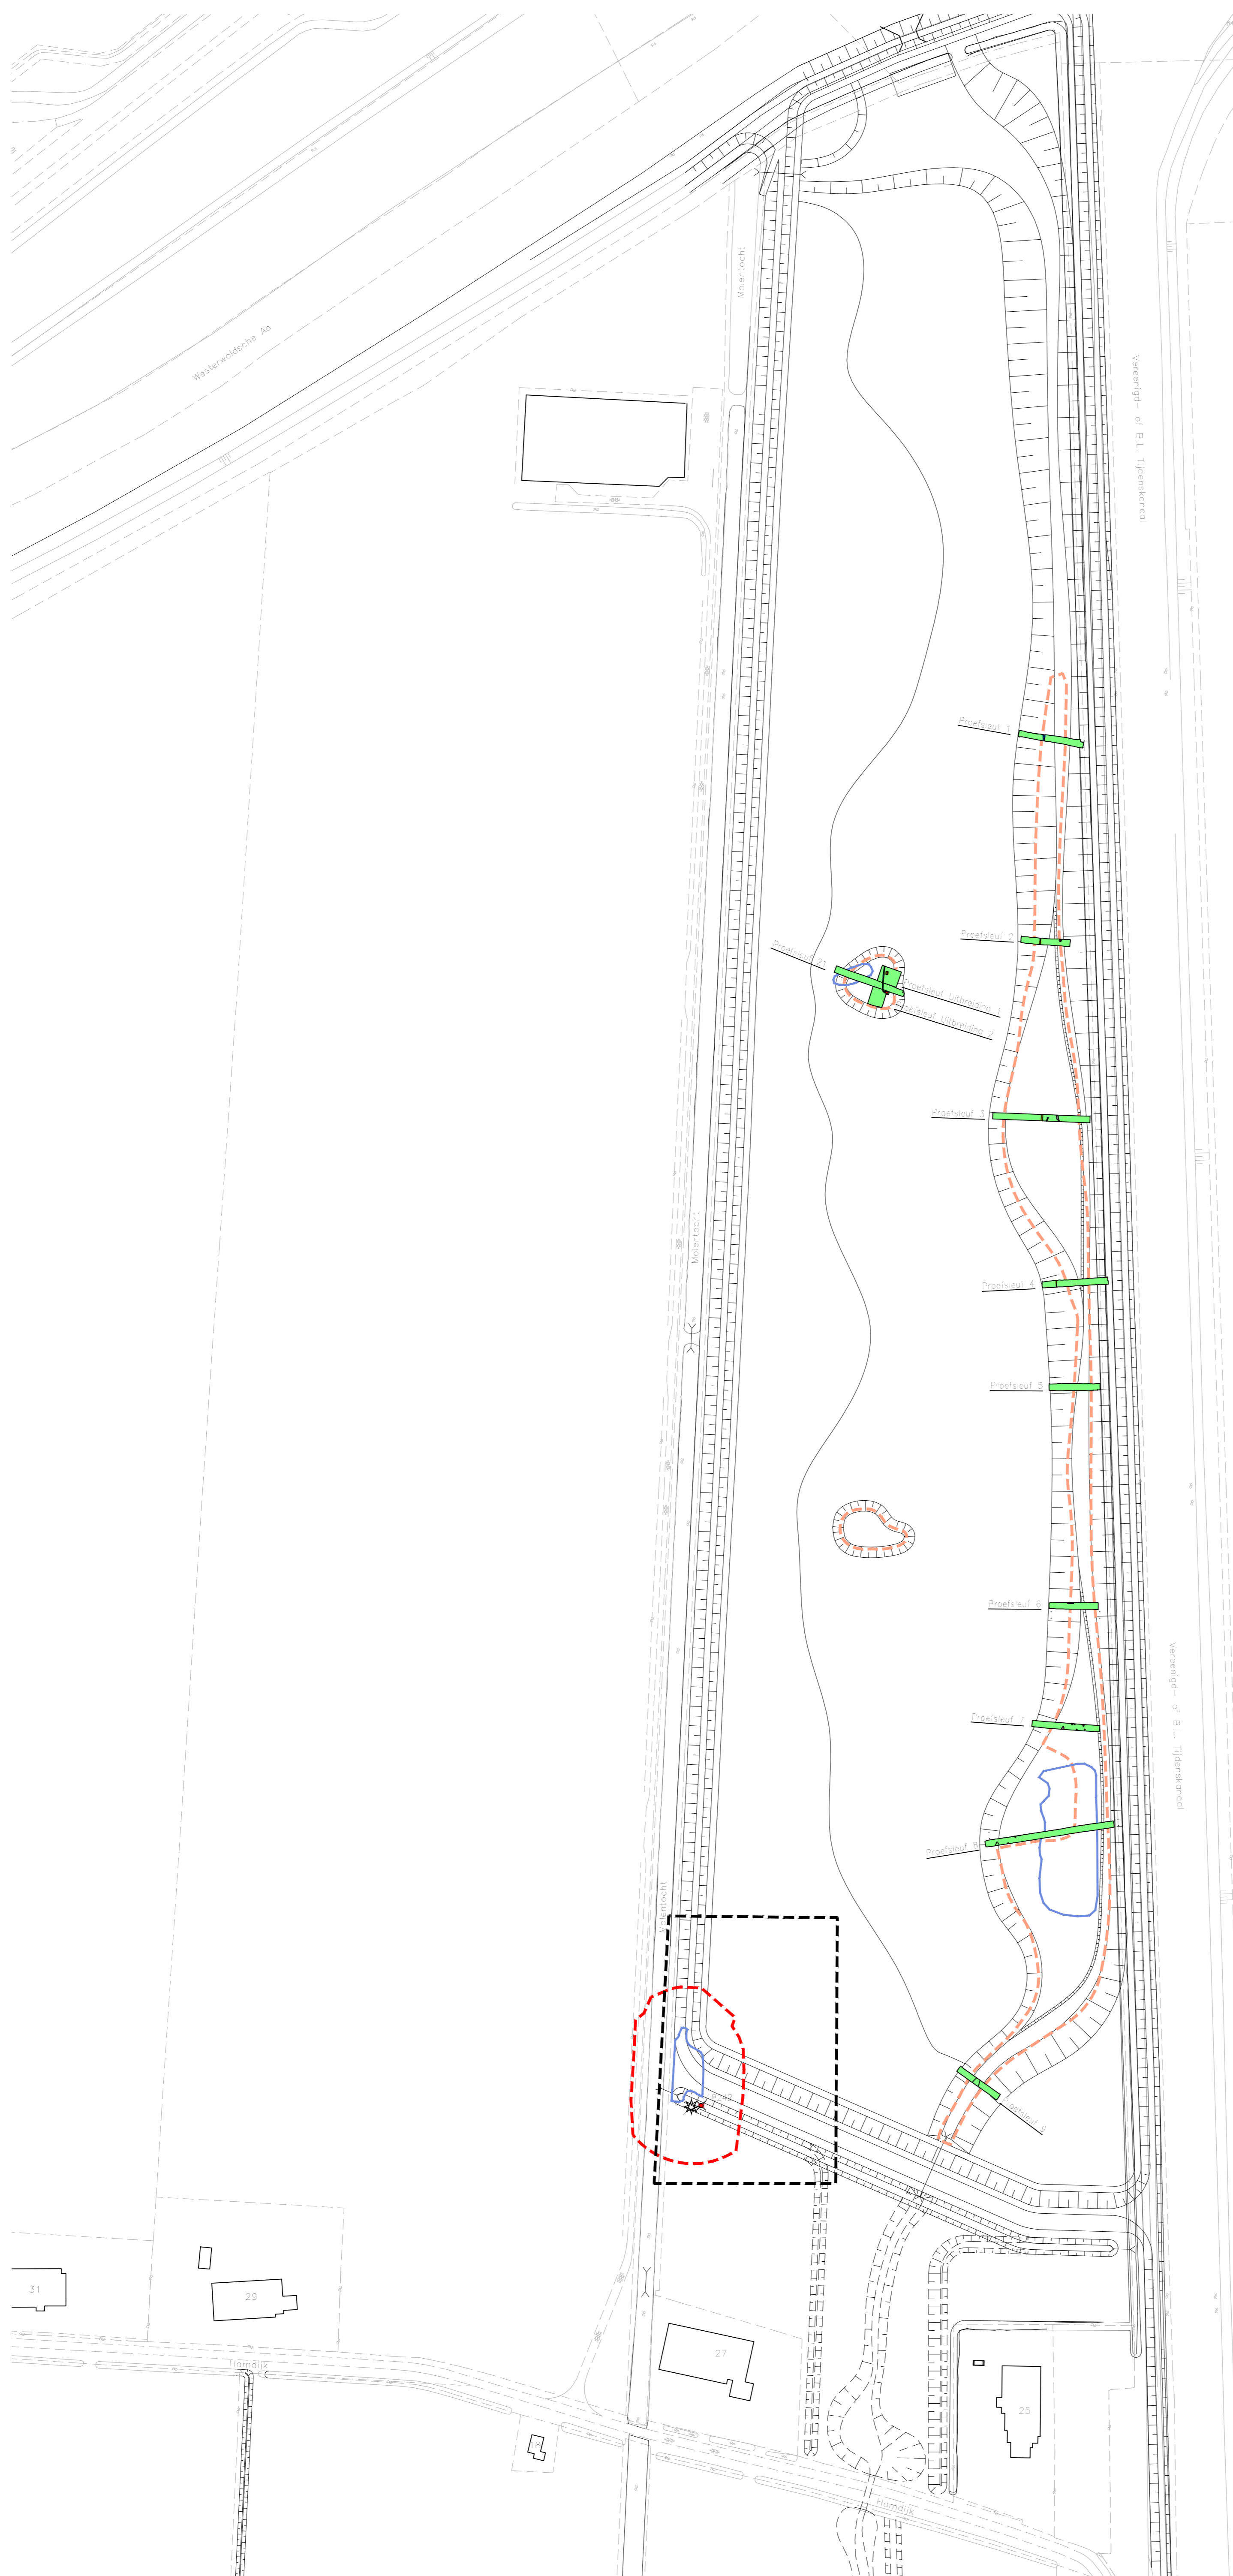 Westerwoldsche Aa
Molentocht
Vereenigd- of B.L. Tijdenskanaal
Proefsleuf 1
Proefsleuf 2
Proefsleuf 21
Proefsleuf Uitbreiding 1
Proefsleuf Uitbreiding 2
Proefsleuf 3
Molentocht
Proefsleuf 4
Proefsleuf 5
Proefsleuf 6
Vereenigd- of B.L. Tijdenskanaal
Proefsleuf 7
Proefsleuf 8
Molentocht
Proefsleuf 9
31
29
27
25
Hamdijk
Hamdijk